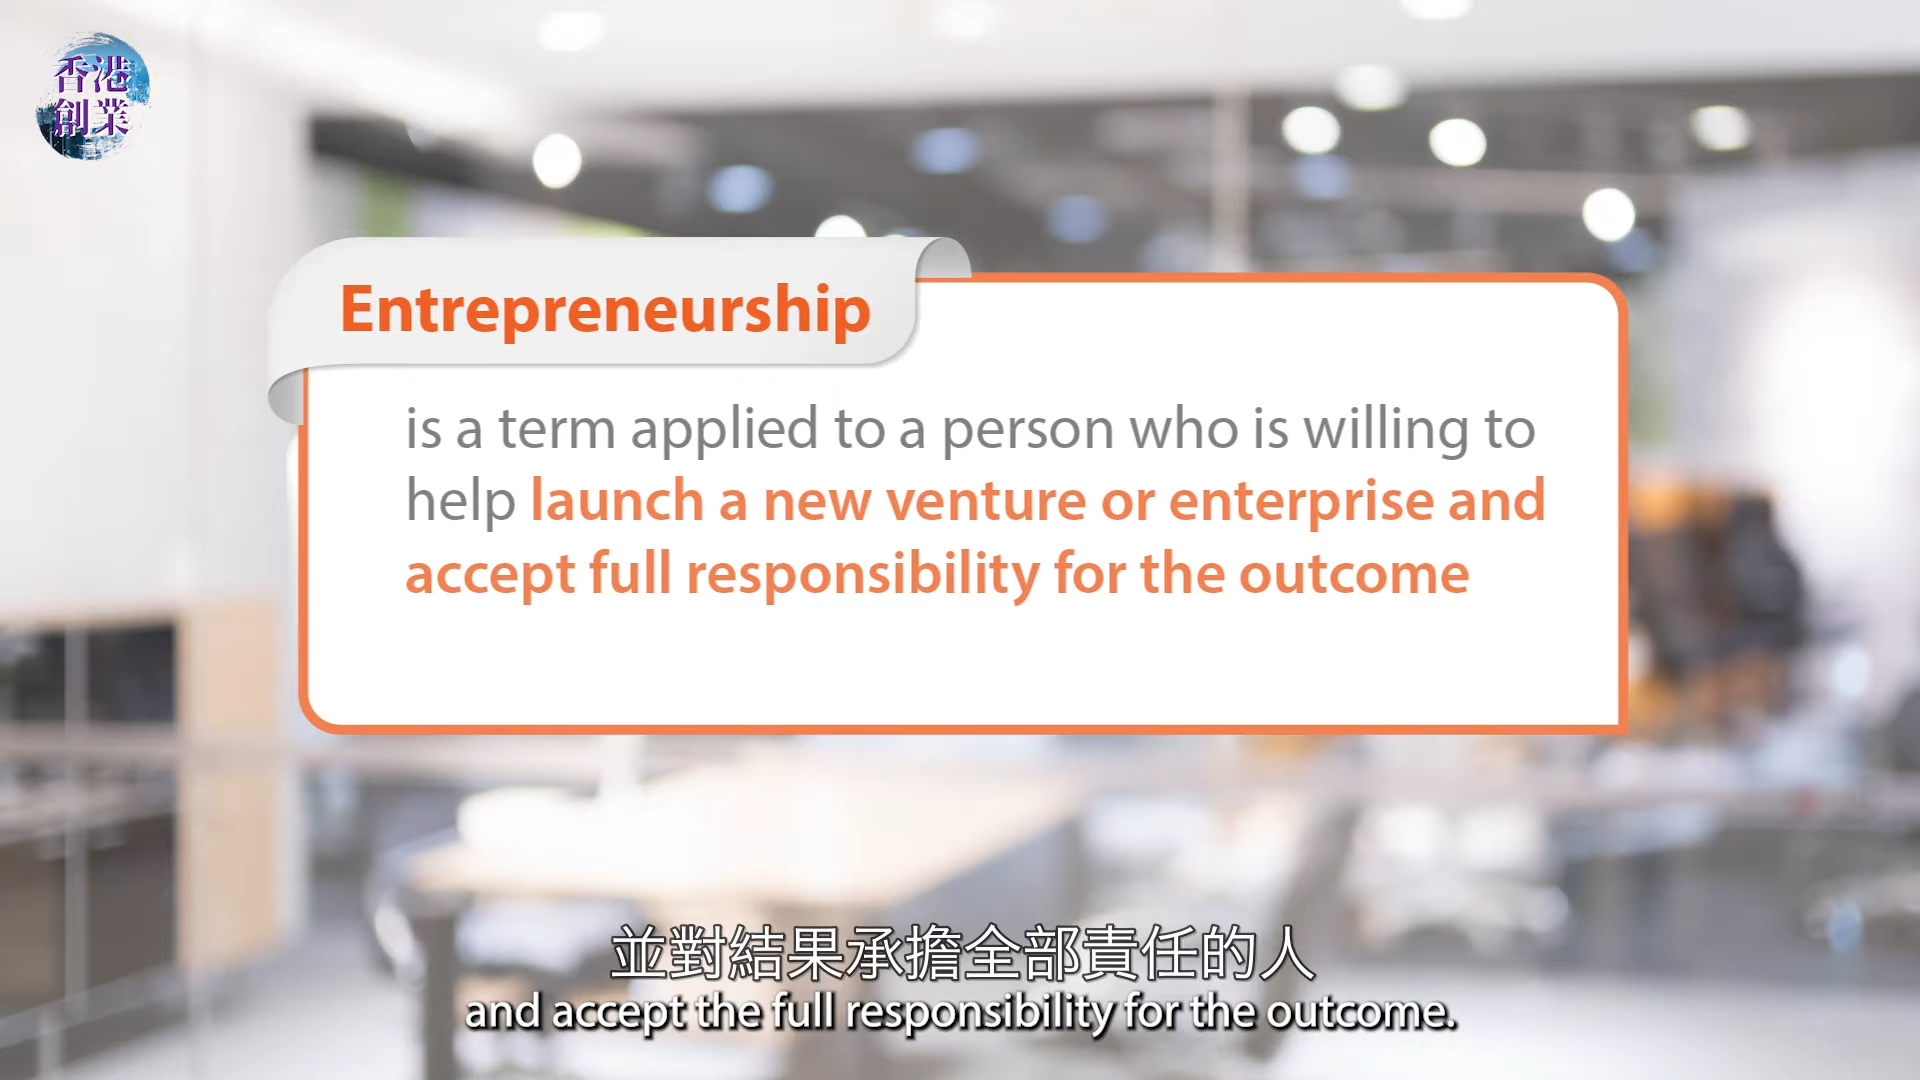 香港
創業
Entrepreneurship
is a term applied to a person who is willing to
help launch a new venture or enterprise and
accept full responsibility for the outcome
並對結果承擔全部責任的人
and accept the full responsibility for the outcome.